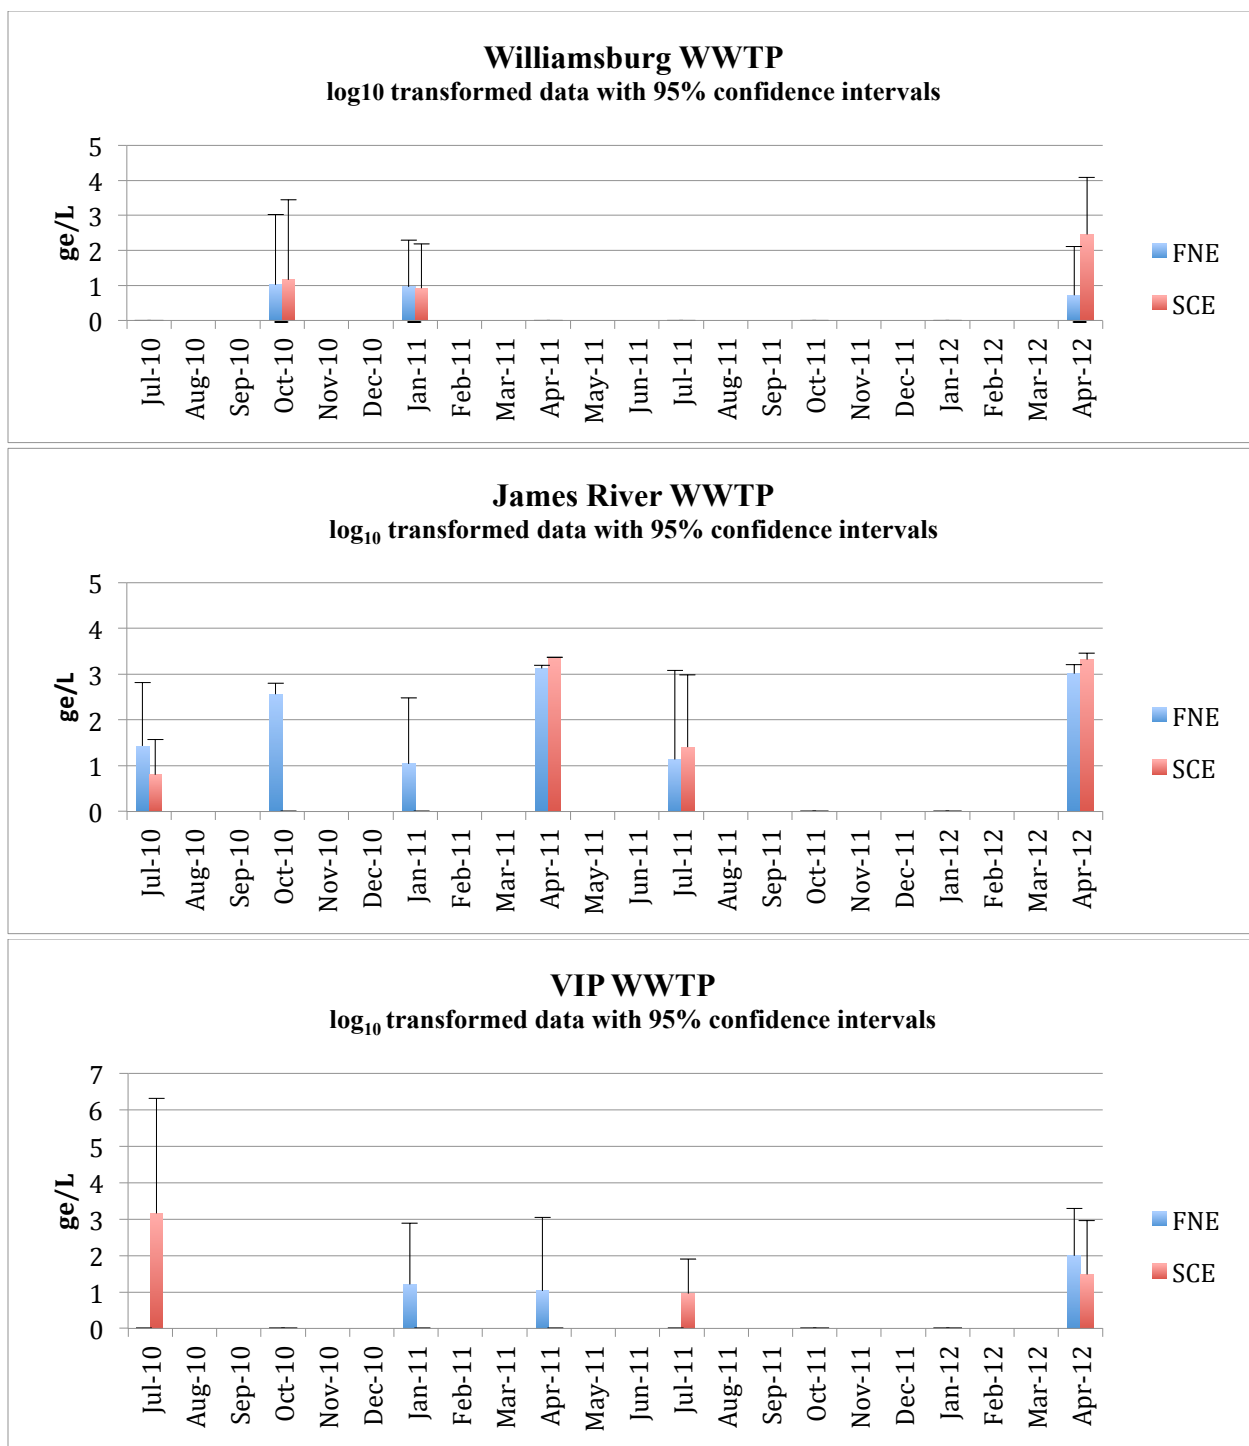 Williamsburg WWTP
log10 transformed data with 95% confidence intervals
5
4
3
2
1
0
ge/L
Jul-10
Aug-10
Sep-10
Oct-10
Nov-10
Dec-10
Jan-11
Feb-11
Mar-11
Apr-11
May-11
Jun-11
Jul-11
Aug-11
Sep-11
Oct-11
Nov-11
Dec-11
Jan-12
Feb-12
Mar-12
Apr-12
FNE
SCE
James River WWTP
log₁₀ transformed data with 95% confidence intervals
5
4
3
2
1
0
ge/L
Jul-10
Aug-10
Sep-10
Oct-10
Nov-10
Dec-10
Jan-11
Feb-11
Mar-11
Apr-11
May-11
Jun-11
Jul-11
Aug-11
Sep-11
Oct-11
Nov-11
Dec-11
Jan-12
Feb-12
Mar-12
Apr-12
FNE
SCE
VIP WWTP
log₁₀ transformed data with 95% confidence intervals
7
6
5
4
3
2
1
0
ge/L
Jul-10
Aug-10
Sep-10
Oct-10
Nov-10
Dec-10
Jan-11
Feb-11
Mar-11
Apr-11
May-11
Jun-11
Jul-11
Aug-11
Sep-11
Oct-11
Nov-11
Dec-11
Jan-12
Feb-12
Mar-12
Apr-12
FNE
SCE